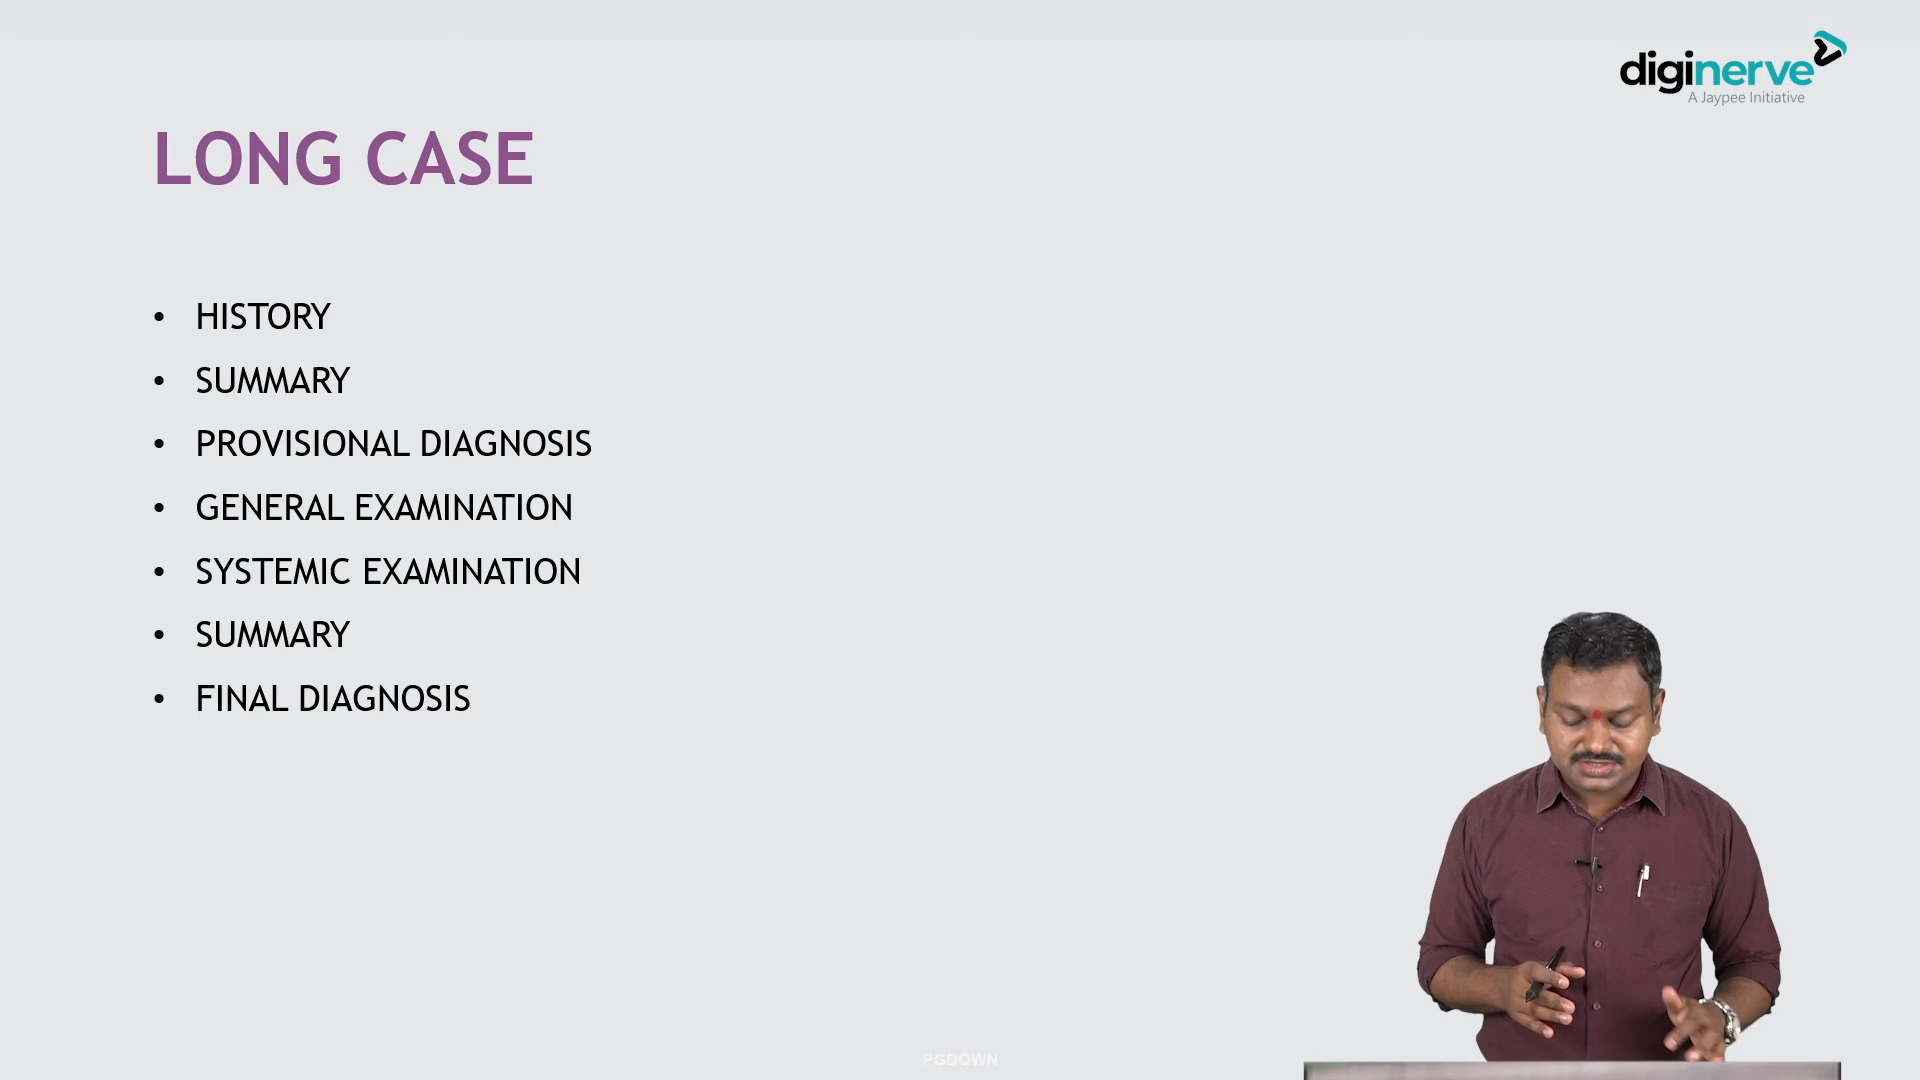 diginerve
A Jaypee Initiative
LONG CASE
• HISTORY
• SUMMARY
• PROVISIONAL DIAGNOSIS
• GENERAL EXAMINATION
• SYSTEMIC EXAMINATION
• SUMMARY
• FINAL DIAGNOSIS
PGDOWN